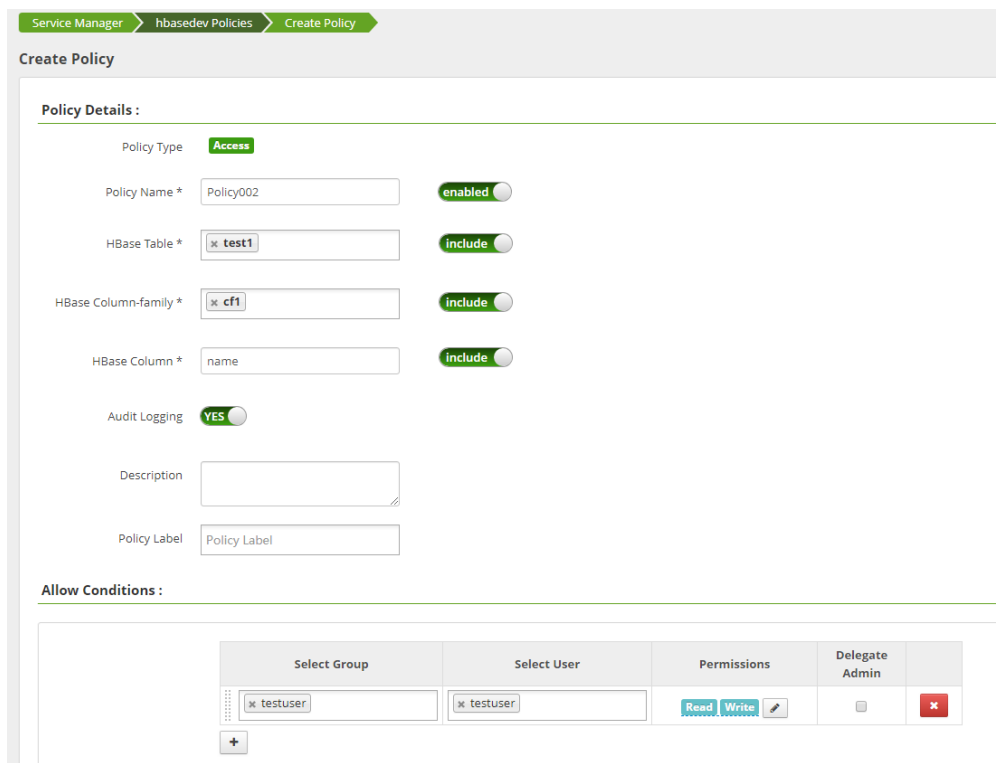 Service Manager hbasedev Policies Create Policy
Create Policy
Policy Details :
Policy Type Access
Policy Name * Policy002 enabled
HBase Table * × test1 include
HBase Column-family * × cf1 include
HBase Column * name include
Audit Logging YES
Description
Policy Label Policy Label
Allow Conditions :
Select Group Select User Permissions Delegate
Admin
× testuser × testuser Read Write ×
+